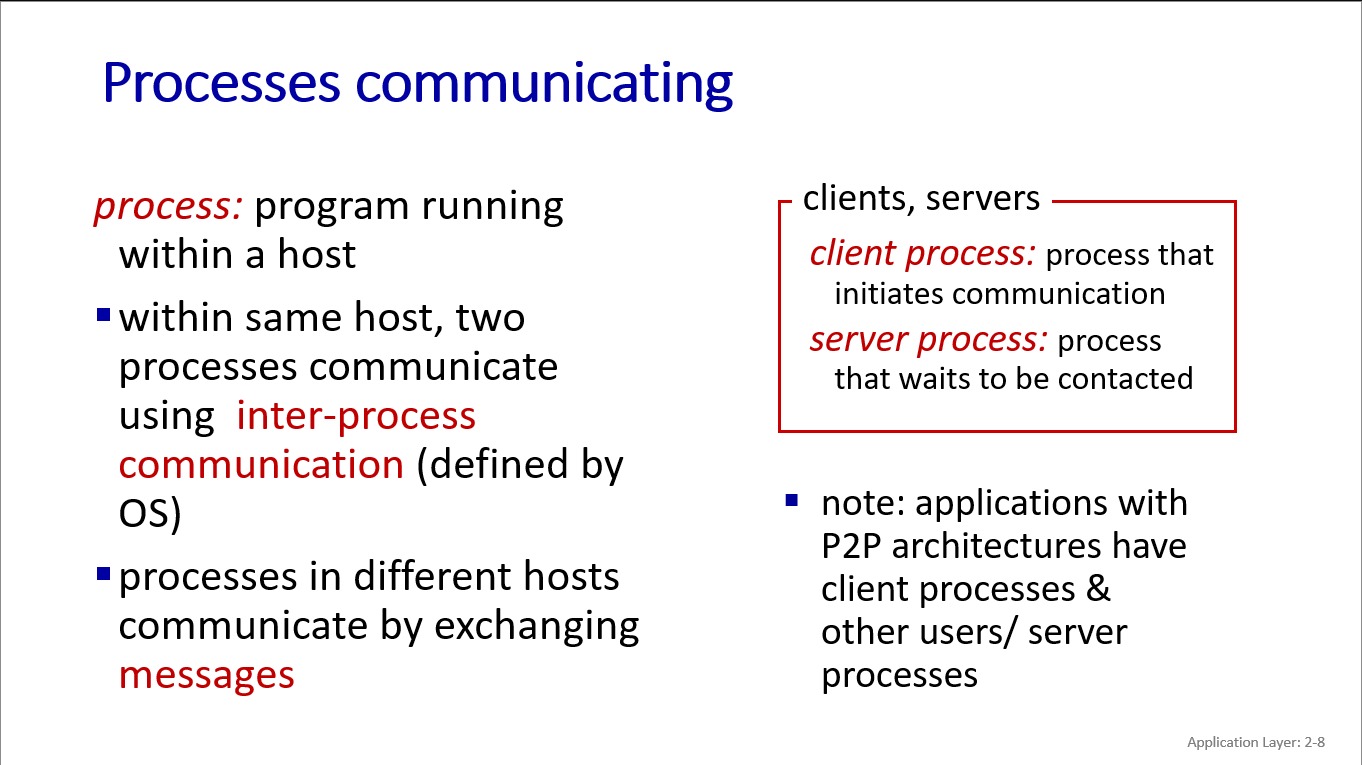 Processes communicating
process: program running
within a host
within same host, two
processes communicate
using inter-process
communication (defined by
OS)
processes in different hosts
communicate by exchanging
messages
clients, servers
client process: process that
initiates communication
server process: process
that waits to be contacted
note: applications with
P2P architectures have
client processes &
other users/ server
processes
Application Layer: 2-8